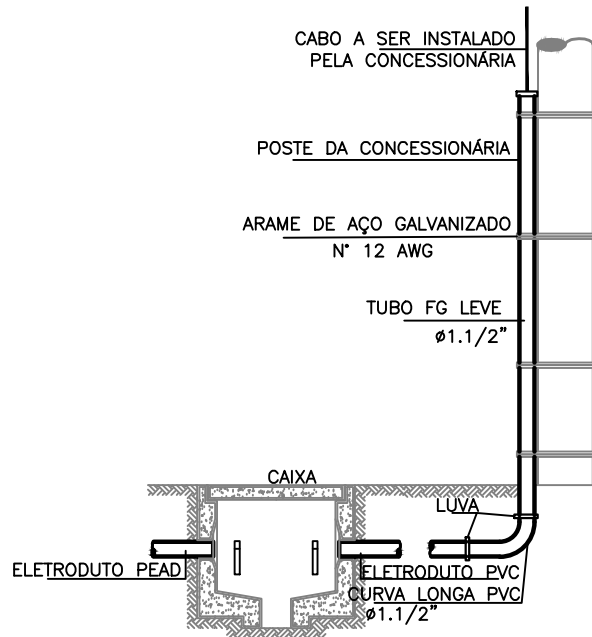 CABO A SER INSTALADO
PELA CONCESSIONÁRIA
POSTE DA CONCESSIONÁRIA
ARAME DE AÇO GALVANIZADO
N° 12 AWG
TUBO FG LEVE
ø1.1/2"
CAIXA
LUVA
ELETRODUTO PEAD
ELETRODUTO PVC
CURVA LONGA PVC
ø1.1/2"